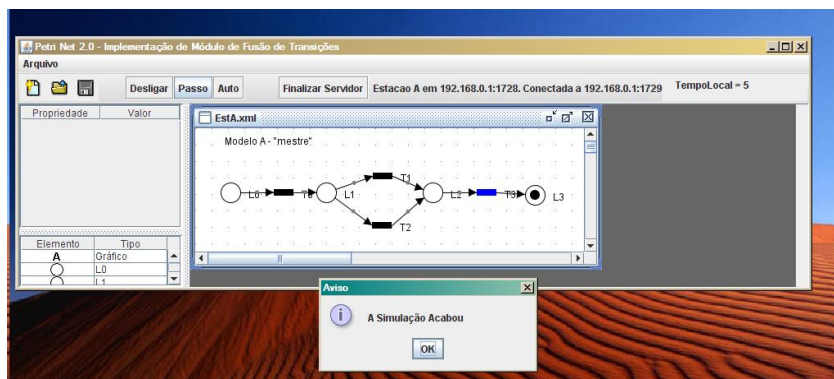 Petri Net 2.0 - Implementação de Módulo de Fusão de Transições
Arquivo
Desligar Passo Auto Finalizar Servidor Estacao A em 192.168.0.1:1728. Conectada a 192.168.0.1:1729 TempoLocal = 5
Propriedade Valor
EstA.xml
Modelo A - "mestre"
T1
L0 T0 L1 L2 T3 L3
T2
Elemento Tipo
A Gráfico
L0
L1
Aviso
A Simulação Acabou
OK